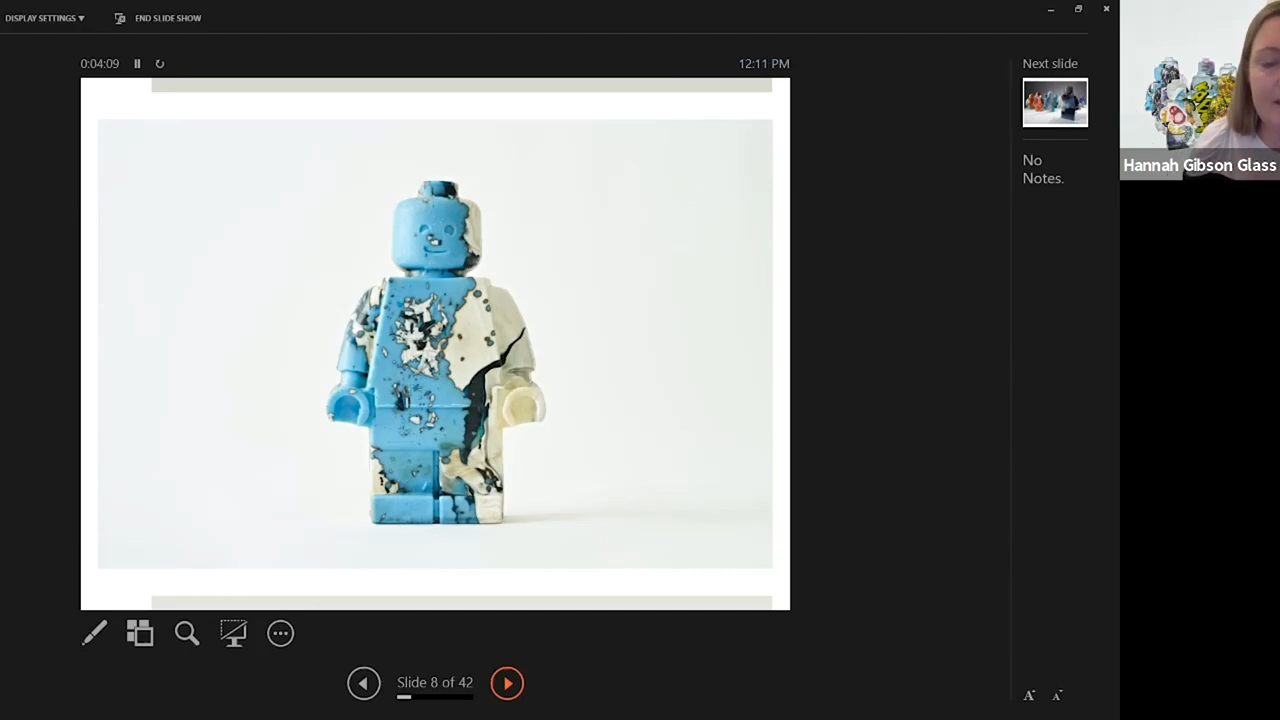 DISPLAY SETTINGS ▼
END SLIDE SHOW
0:04:09
12:11 PM
Next slide
No
Notes.
Hannah Gibson Glass
Slide 8 of 42
A
A